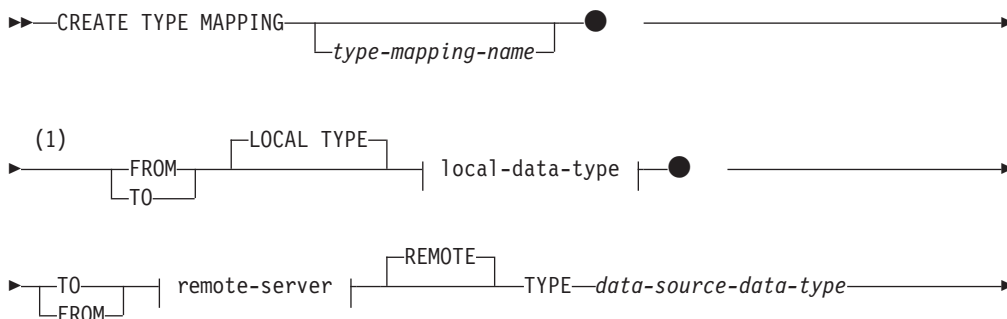 CREATE TYPE MAPPING
type-mapping-name
(1)
LOCAL TYPE
FROM local-data-type
TO
REMOTE
TO remote-server TYPE data-source-data-type
FROM